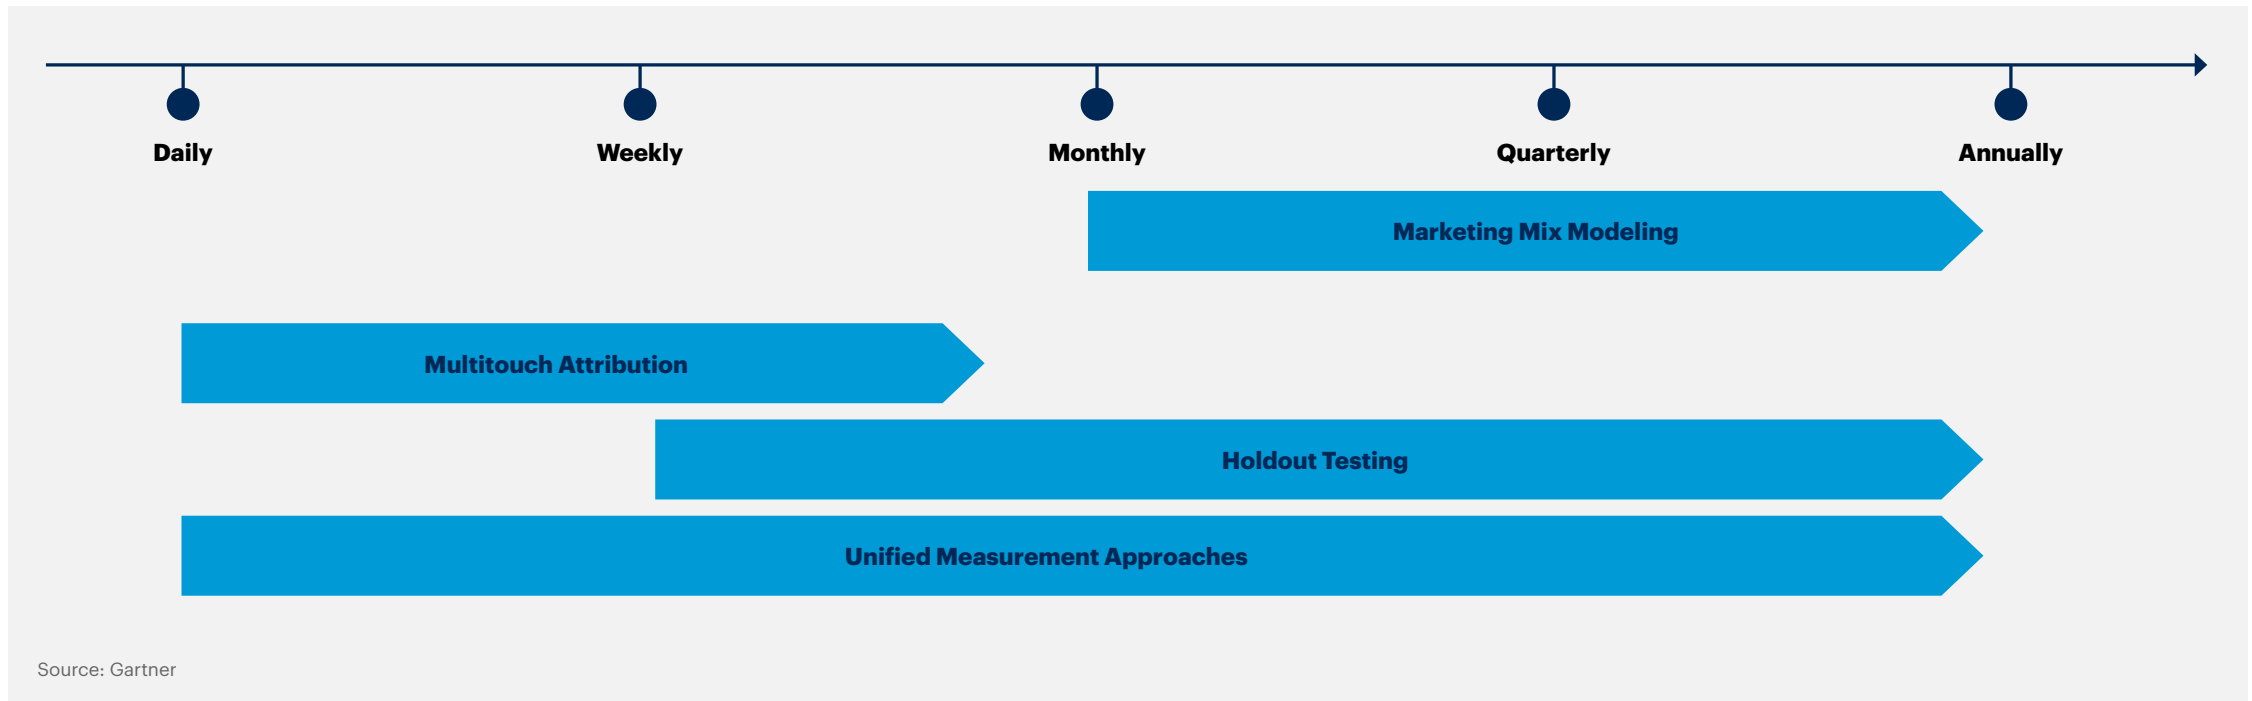 Daily
Weekly
Monthly
Quarterly
Annually
Marketing Mix Modeling
Multitouch Attribution
Holdout Testing
Unified Measurement Approaches
Source: Gartner